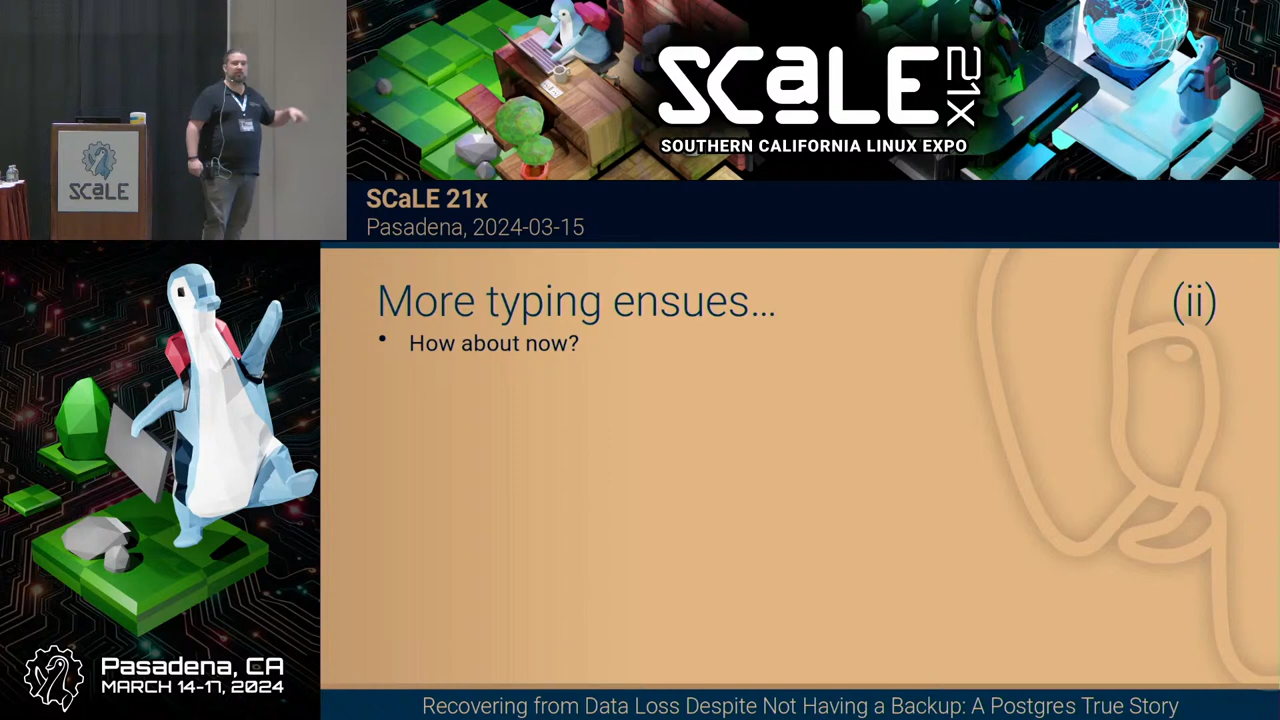 SCaLE
SCaLE 21X
SOUTHERN CALIFORNIA LINUX EXPO
SCaLE 21x
Pasadena, 2024-03-15
More typing ensues... (ii)
• How about now?
Pasadena, CA
MARCH 14-17, 2024
Recovering from Data Loss Despite Not Having a Backup: A Postgres True Story